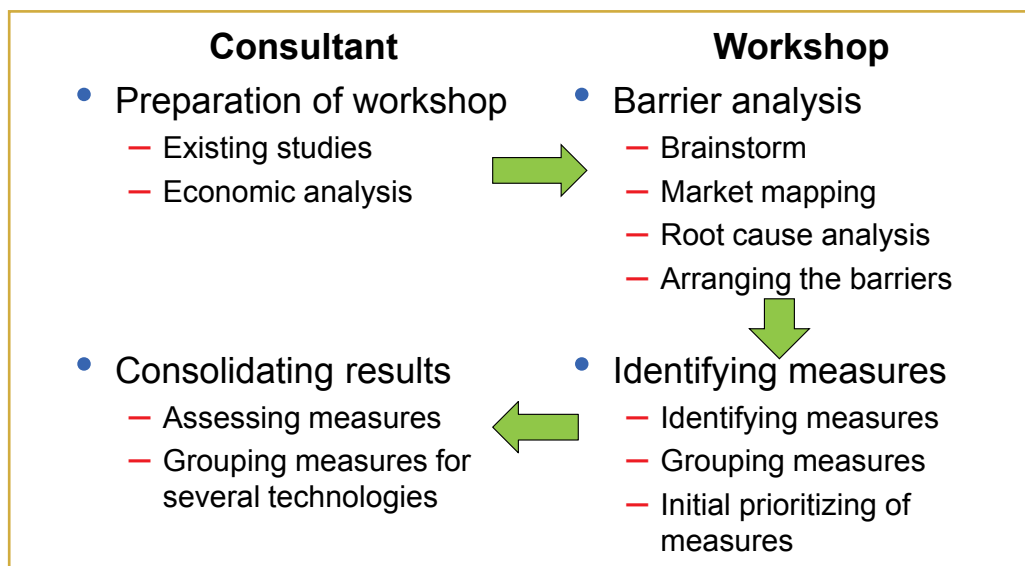 Consultant
• Preparation of workshop
– Existing studies
– Economic analysis
Workshop
• Barrier analysis
– Brainstorm
– Market mapping
– Root cause analysis
– Arranging the barriers
• Identifying measures
– Identifying measures
– Grouping measures
– Initial prioritizing of
measures
• Consolidating results
– Assessing measures
– Grouping measures for
several technologies